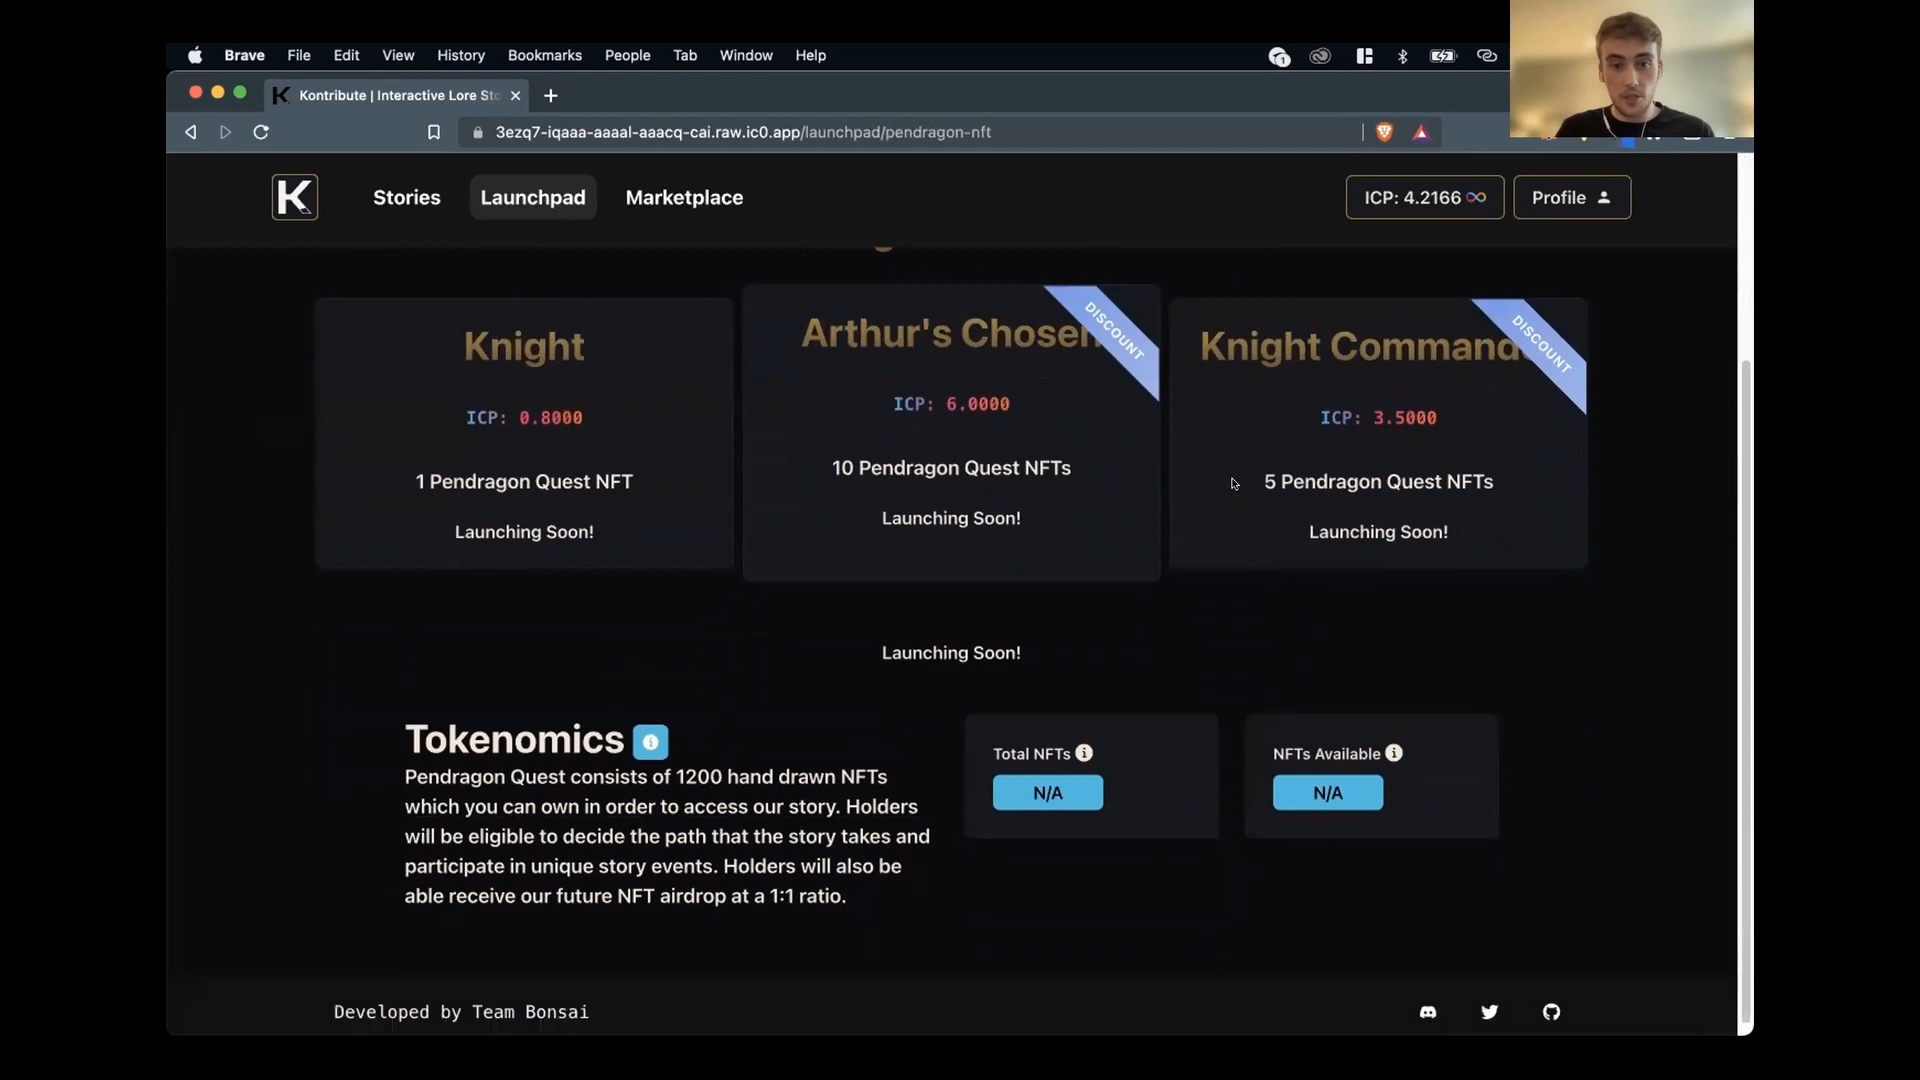 Brave File Edit View History Bookmarks People Tab Window Help
Kontribute | Interactive Lore Sto
3ezq7-iqaaa-aaaal-aaacq-cai.raw.ic0.app/launchpad/pendragon-nft
K Stories Launchpad Marketplace ICP: 4.2166 Profile
Knight
ICP: 0.8000
1 Pendragon Quest NFT
Launching Soon!
Arthur's Chosen
DISCOUNT
ICP: 6.0000
10 Pendragon Quest NFTs
Launching Soon!
Knight Command
DISCOUNT
ICP: 3.5000
5 Pendragon Quest NFTs
Launching Soon!
Launching Soon!
Tokenomics
Pendragon Quest consists of 1200 hand drawn NFTs
which you can own in order to access our story. Holders
will be eligible to decide the path that the story takes and
participate in unique story events. Holders will also be
able receive our future NFT airdrop at a 1:1 ratio.
Total NFTs
N/A
NFTs Available
N/A
Developed by Team Bonsai